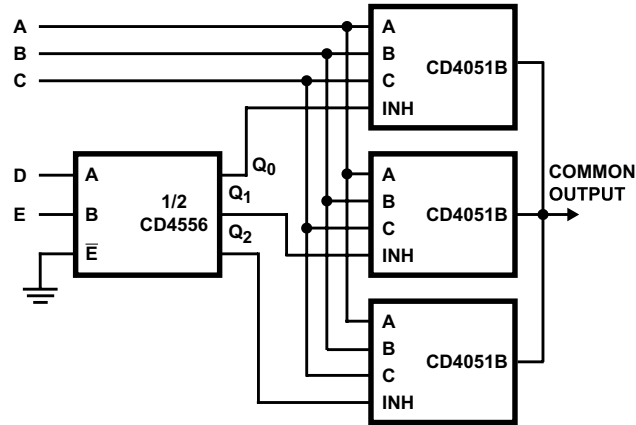 A
B
C
A
B
C
INH
CD4051B
D
E
A
B
E̅
1/2
CD4556
Q0
Q1
Q2
A
B
C
INH
CD4051B
COMMON
OUTPUT
A
B
C
INH
CD4051B